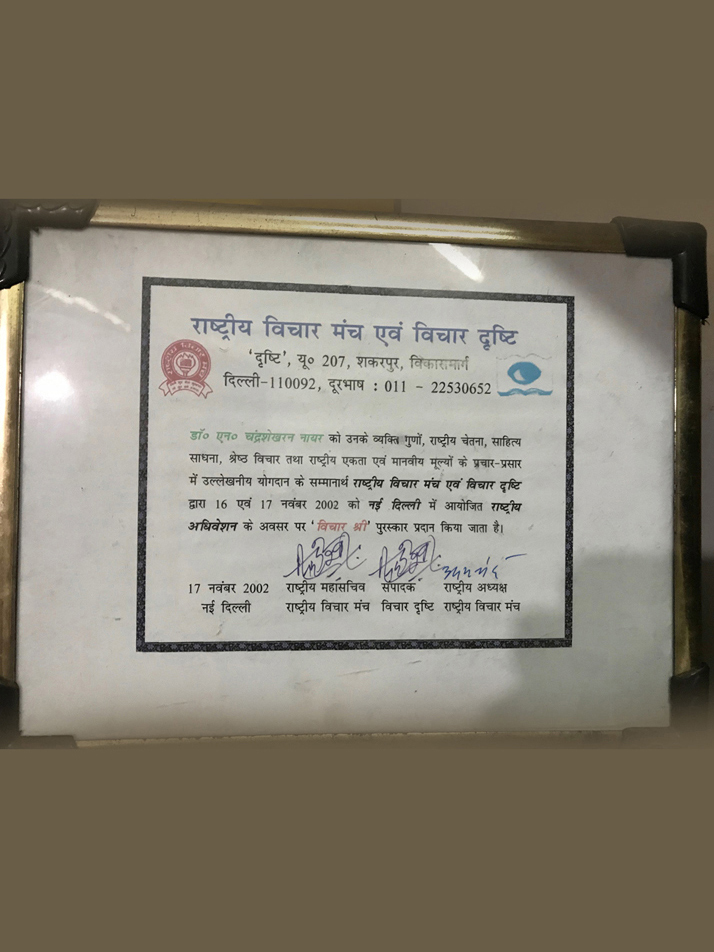 राष्ट्रीय विचार मंच एवं विचार दृष्टि
'दृष्टि', यू० 207, शकरपुर, विकासमार्ग
दिल्ली-110092, दूरभाष : 011 - 22530652
डॉ० एन० चंद्रशेखरन नायर को उनके व्यक्ति गुणों, राष्ट्रीय चेतना, साहित्य
साधना, श्रेष्ठ विचार तथा राष्ट्रीय एकता एवं मानवीय मूल्यों के प्रचार-प्रसार
में उल्लेखनीय योगदान के सम्मानार्थ राष्ट्रीय विचार मंच एवं विचार दृष्टि
द्वारा 16 एवं 17 नवंबर 2002 को नई दिल्ली में आयोजित राष्ट्रीय
अधिवेशन के अवसर पर 'विचार श्री' पुरस्कार प्रदान किया जाता है।
17 नवंबर 2002 राष्ट्रीय महासचिव संपादक राष्ट्रीय अध्यक्ष
नई दिल्ली राष्ट्रीय विचार मंच विचार दृष्टि राष्ट्रीय विचार मंच